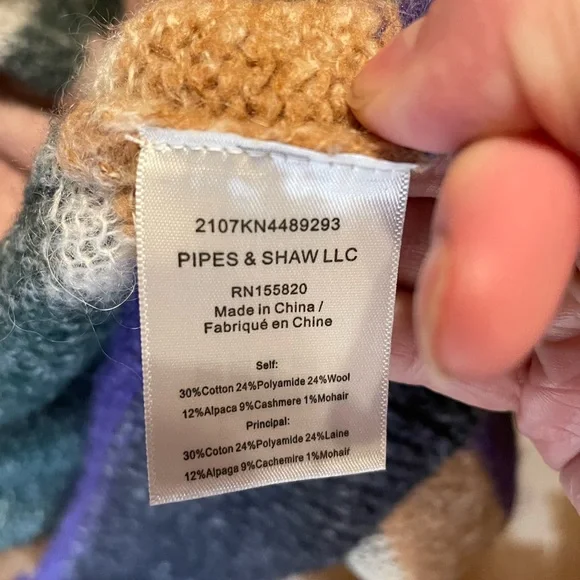 2107KN4489293
PIPES & SHAW LLC
RN155820
Made in China /
Fabriqué en Chine
Self:
30%Cotton 24%Polyamide 24%Wool
12%Alpaca 9%Cashmere 1%Mohair
Principal:
30%Coton 24%Polyamide 24%Laine
12%Alpaga 9%Cachemire 1%Mohair